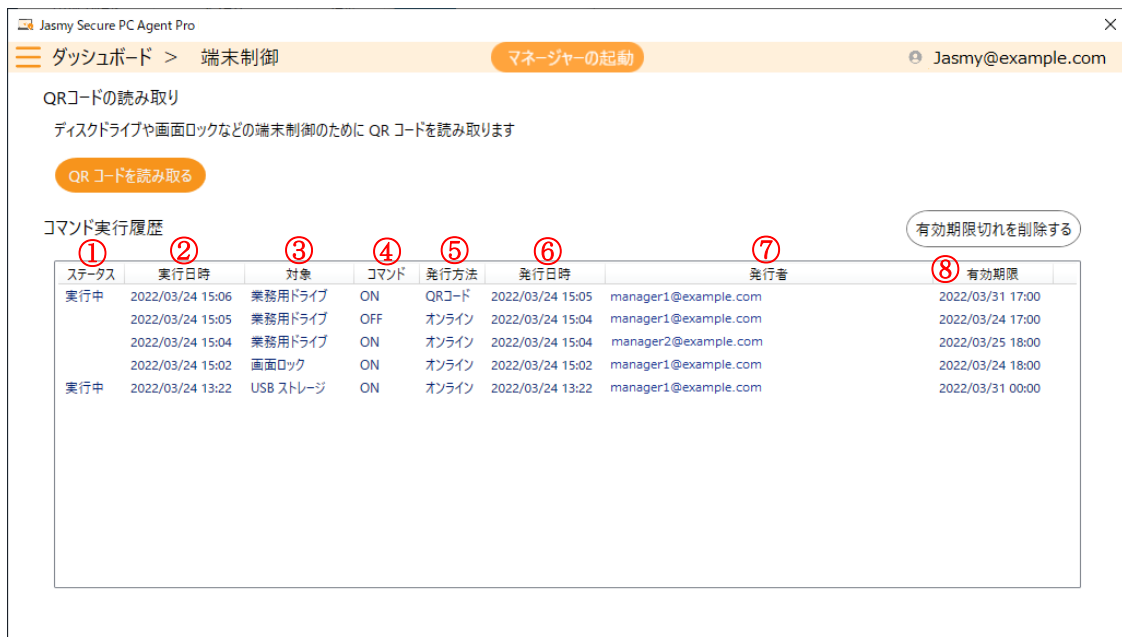 Jasmy Secure PC Agent Pro
ダッシュボード > 端末制御 マネージャーの起動 Jasmy@example.com
QRコードの読み取り
ディスクドライブや画面ロックなどの端末制御のために QR コードを読み取ります
QR コードを読み取る
コマンド実行履歴 有効期限切れを削除する
① ② ③ ④ ⑤ ⑥ ⑦ ⑧
ステータス 実行日時 対象 コマンド 発行方法 発行日時 発行者 有効期限
実行中 2022/03/24 15:06 業務用ドライブ ON QRコード 2022/03/24 15:05 manager1@example.com 2022/03/31 17:00
2022/03/24 15:05 業務用ドライブ OFF オンライン 2022/03/24 15:04 manager1@example.com 2022/03/24 17:00
2022/03/24 15:04 業務用ドライブ ON オンライン 2022/03/24 15:04 manager2@example.com 2022/03/25 18:00
2022/03/24 15:02 画面ロック ON オンライン 2022/03/24 15:02 manager1@example.com 2022/03/24 18:00
実行中 2022/03/24 13:22 USB ストレージ ON オンライン 2022/03/24 13:22 manager1@example.com 2022/03/31 00:00